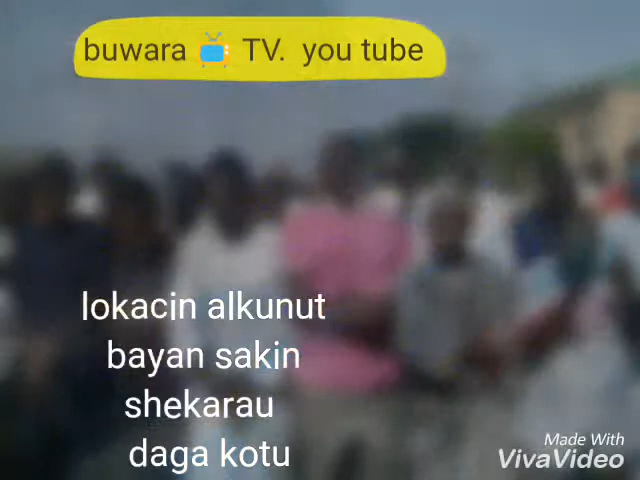 buwara 📺 TV. you tube
lokacin alkunut
bayan sakin
shekarau
daga kotu
Made With
VivaVideo